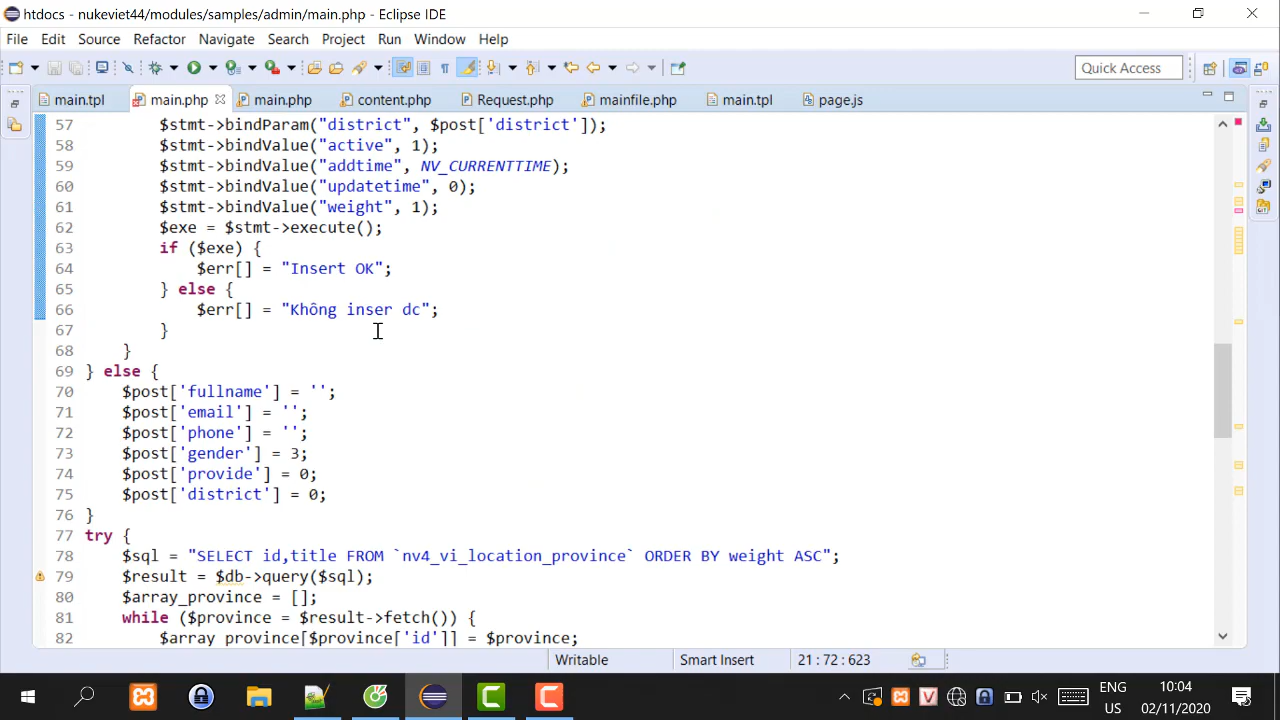 htdocs - nukeviet44/modules/samples/admin/main.php - Eclipse IDE
File Edit Source Refactor Navigate Search Project Run Window Help
Quick Access
main.tpl main.php main.php content.php Request.php mainfile.php main.tpl page.js
57 $stmt->bindParam("district", $post['district']);
58 $stmt->bindValue("active", 1);
59 $stmt->bindValue("addtime", NV_CURRENTTIME);
60 $stmt->bindValue("updatetime", 0);
61 $stmt->bindValue("weight", 1);
62 $exe = $stmt->execute();
63 if ($exe) {
64 $err[] = "Insert OK";
65 } else {
66 $err[] = "Không inser dc";
67 }
68 }
69 } else {
70 $post['fullname'] = '';
71 $post['email'] = '';
72 $post['phone'] = '';
73 $post['gender'] = 3;
74 $post['provide'] = 0;
75 $post['district'] = 0;
76 }
77 try {
78 $sql = "SELECT id,title FROM `nv4_vi_location_province` ORDER BY weight ASC";
79 $result = $db->query($sql);
80 $array_province = [];
81 while ($province = $result->fetch()) {
82 $array_province[$province['id']] = $province;
Writable Smart Insert 21 : 72 : 623
ENG 10:04
US 02/11/2020